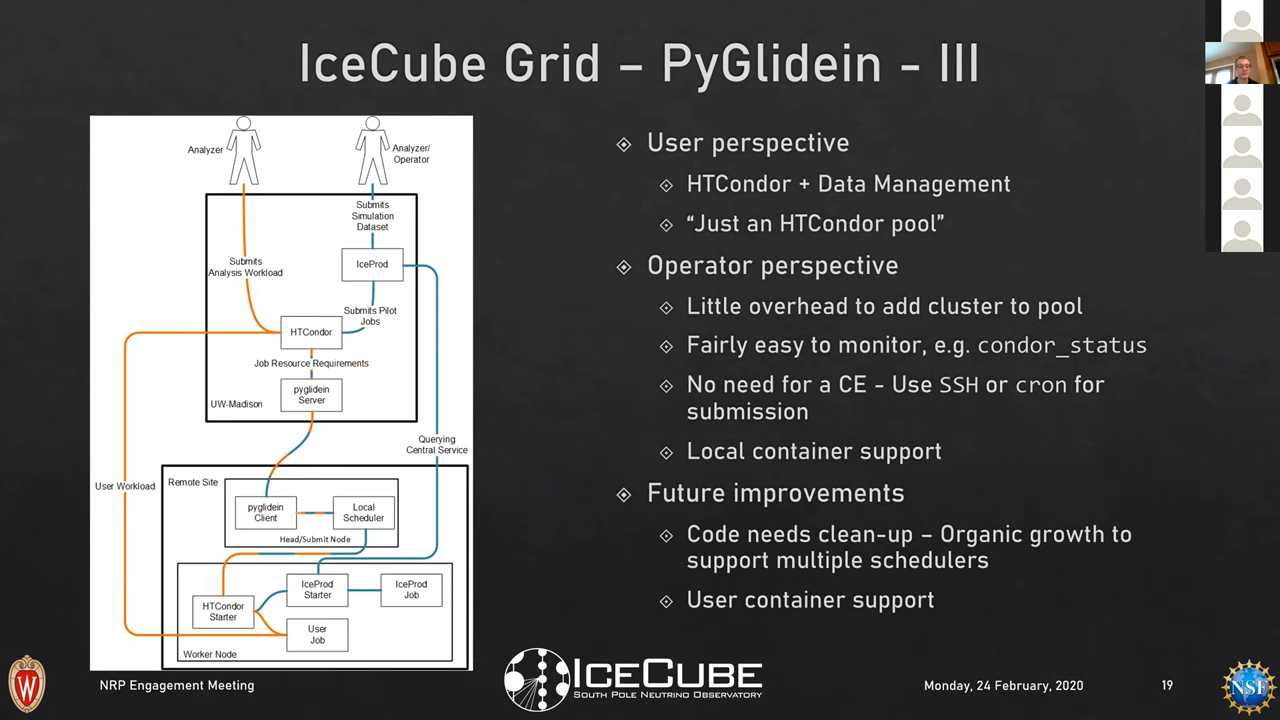 IceCube Grid – PyGlidein - III
Analyzer
Analyzer/
Operator
Submits
Simulation
Dataset
IceProd
Submits
Analysis Workload
Submits Pilot
Jobs
HTCondor
Job Resource Requirements
pyglidein
Server
UW-Madison
Querying
Central Service
User Workload
Remote Site
pyglidein
Client
Local
Scheduler
Head/Submit Node
IceProd
Starter
IceProd
Job
HTCondor
Starter
User
Job
Worker Node
User perspective
HTCondor + Data Management
“Just an HTCondor pool”
Operator perspective
Little overhead to add cluster to pool
Fairly easy to monitor, e.g. condor_status
No need for a CE - Use SSH or cron for
submission
Local container support
Future improvements
Code needs clean-up – Organic growth to
support multiple schedulers
User container support
W
NRP Engagement Meeting
ICECUBE
SOUTH POLE NEUTRINO OBSERVATORY
Monday, 24 February, 2020
19
NSF